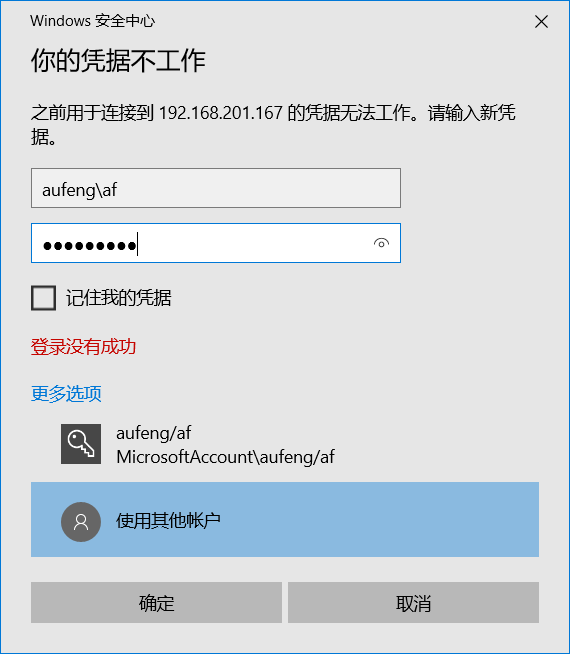 Windows 安全中心
你的凭据不工作
之前用于连接到 192.168.201.167 的凭据无法工作。请输入新凭
据。
aufeng\af
●●●●●●●●●
记住我的凭据
登录没有成功
更多选项
aufeng/af
MicrosoftAccount\aufeng/af
使用其他帐户
确定
取消